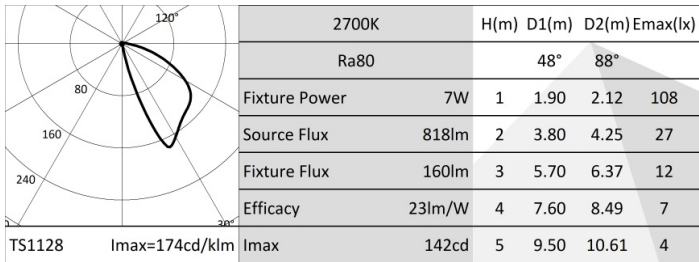 120°
80
160
240
30°
TS1128 Imax=174cd/klm
2700K H(m) D1(m) D2(m) Emax(lx)
Ra80 48° 88°
Fixture Power 7W 1 1.90 2.12 108
Source Flux 818lm 2 3.80 4.25 27
Fixture Flux 160lm 3 5.70 6.37 12
Efficacy 23lm/W 4 7.60 8.49 7
Imax 142cd 5 9.50 10.61 4